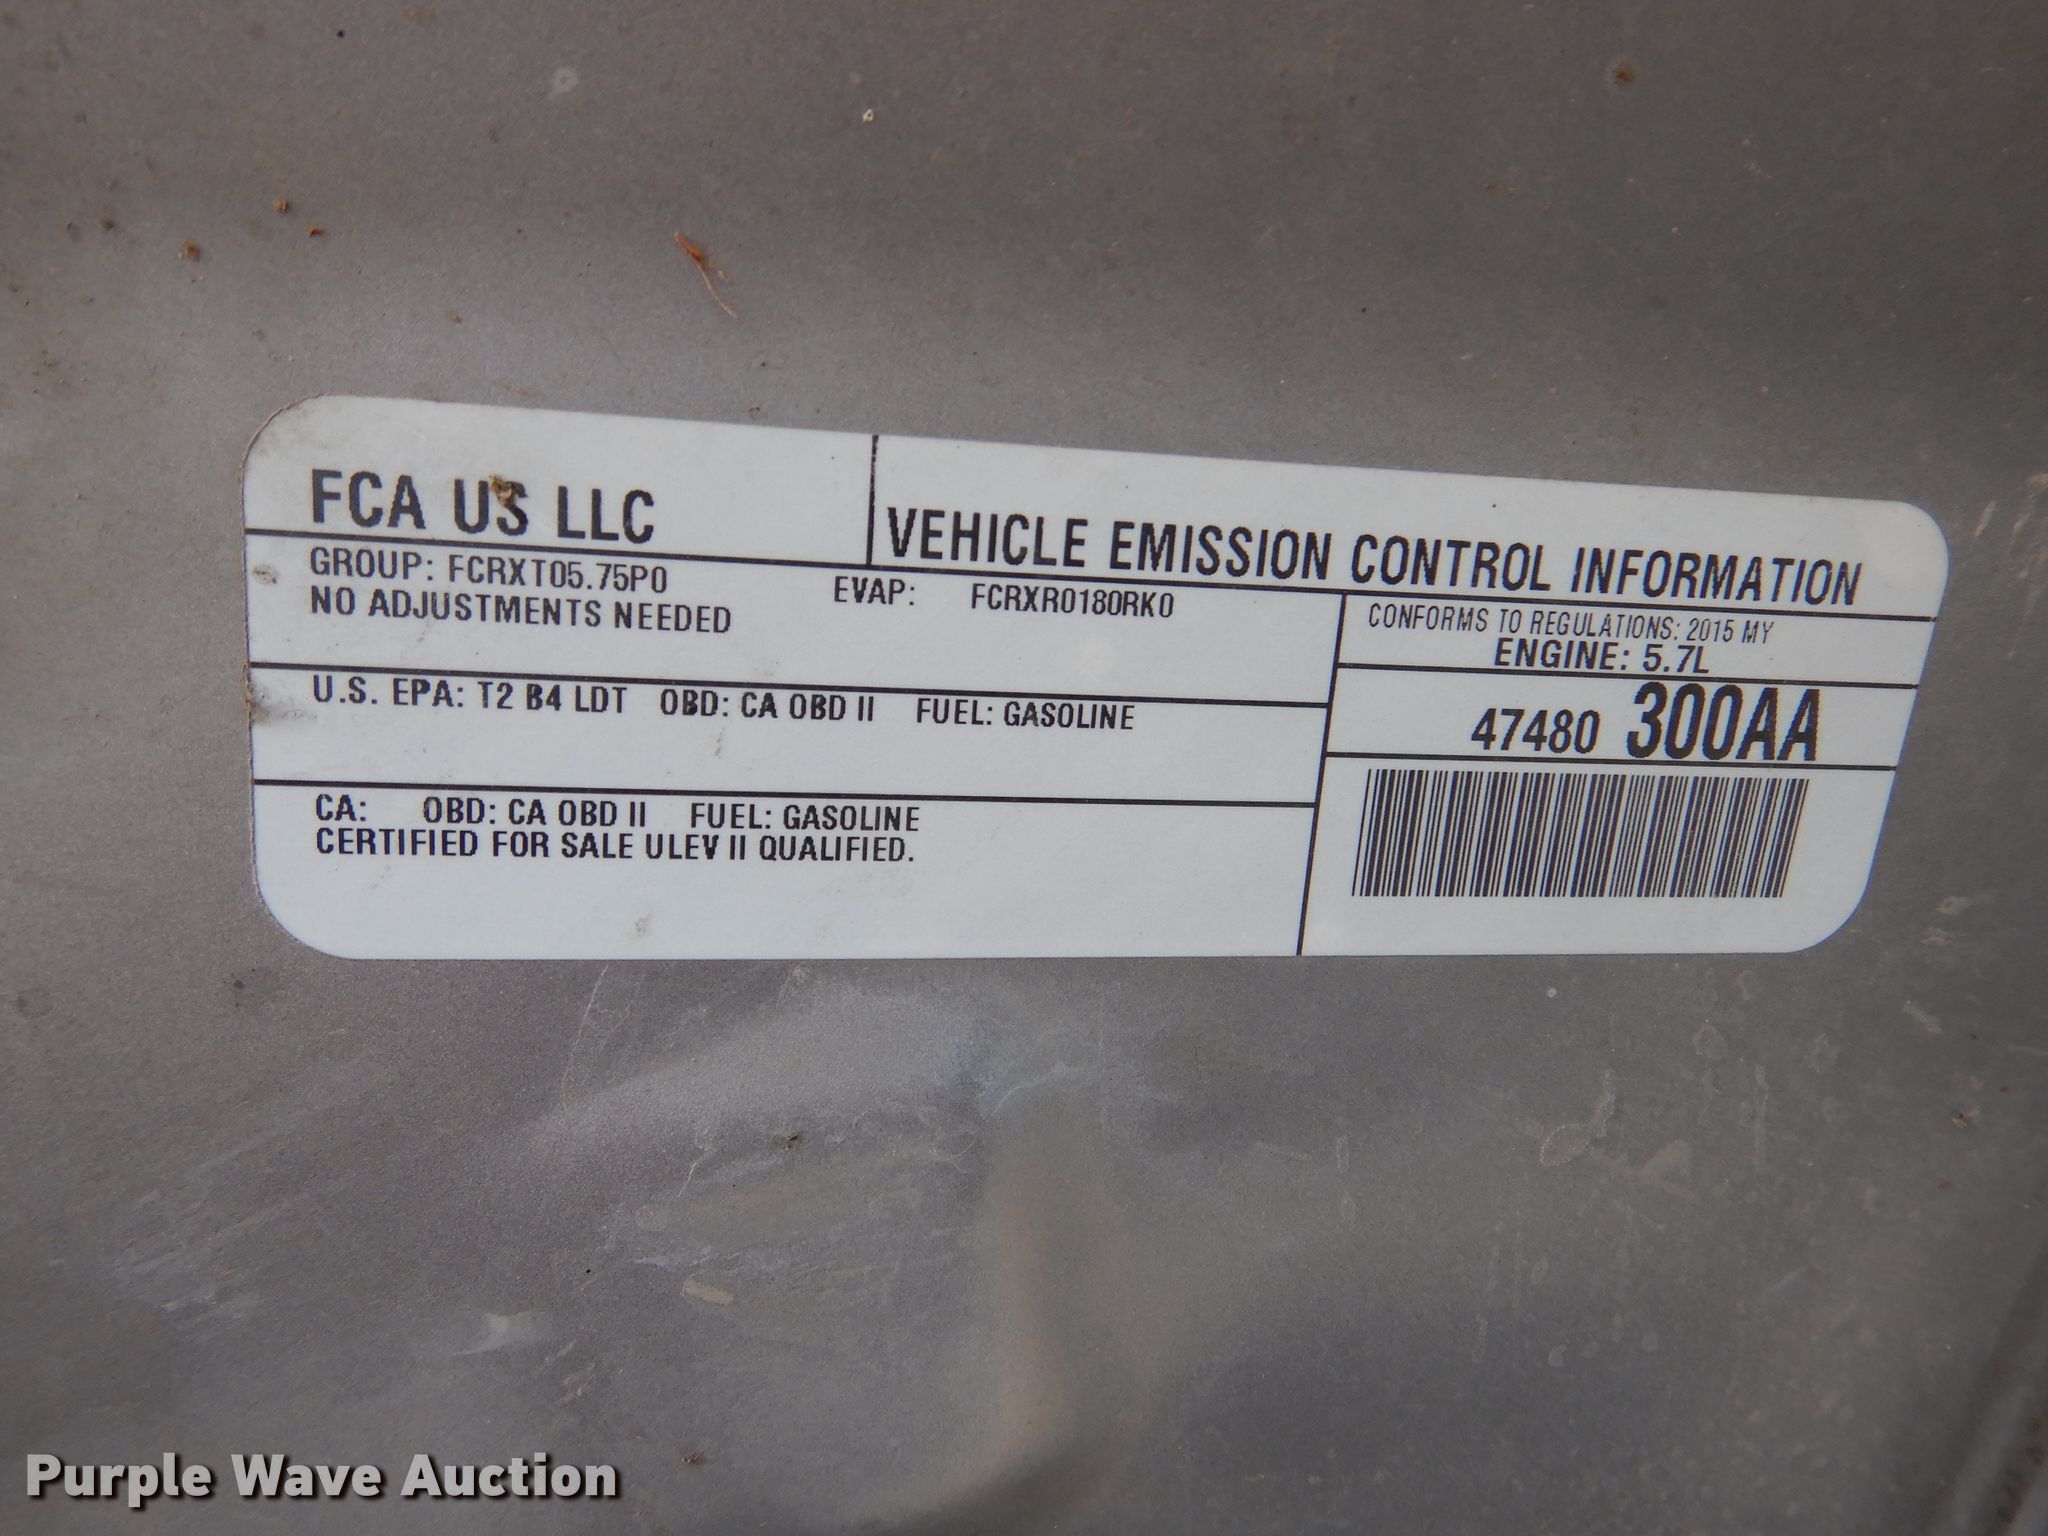 FCA US LLC
VEHICLE EMISSION CONTROL INFORMATION
GROUP: FCRXT05.75P0
EVAP: FCRXR0180RK0
NO ADJUSTMENTS NEEDED
CONFORMS TO REGULATIONS: 2015 MY
ENGINE: 5.7L
U.S. EPA: T2 B4 LDT OBD: CA OBD II FUEL: GASOLINE
47480 300AA
CA: OBD: CA OBD II FUEL: GASOLINE
CERTIFIED FOR SALE ULEV II QUALIFIED.
Purple Wave Auction